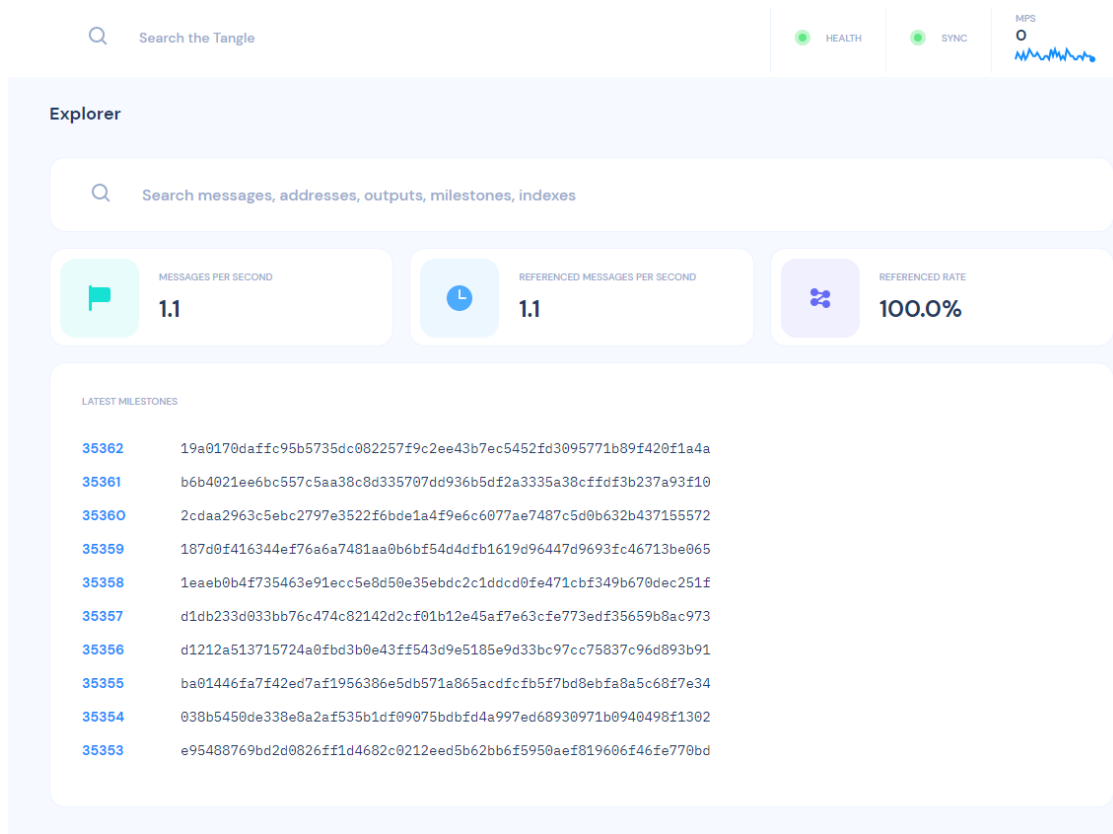 Search the Tangle
HEALTH
SYNC
MPS
0
Explorer
Search messages, addresses, outputs, milestones, indexes
MESSAGES PER SECOND
1.1
REFERENCED MESSAGES PER SECOND
1.1
REFERENCED RATE
100.0%
LATEST MILESTONES
35362 19a0170daffc95b5735dc082257f9c2ee43b7ec5452fd3095771b89f420f1a4a
35361 b6b4021ee6bc557c5aa38c8d335707dd936b5df2a3335a38cffdf3b237a93f10
35360 2cdaa2963c5ebc2797e3522f6bde1a4f9e6c6077ae7487c5d0b632b437155572
35359 187d0f416344ef76a6a7481aa0b6bf54d4dfb1619d96447d9693fc46713be065
35358 1eaeb0b4f735463e91ecc5e8d50e35ebdc2c1ddcd0fe471cbf349b670dec251f
35357 d1db233d033bb76c474c82142d2cf01b12e45af7e63cfe773edf35659b8ac973
35356 d1212a513715724a0fbd3b0e43ff543d9e5185e9d33bc97cc75837c96d893b91
35355 ba01446fa7f42ed7af1956386e5db571a865acdfcfb5f7bd8ebfa8a5c68f7e34
35354 038b5450de338e8a2af535b1df09075bdbfd4a997ed68930971b0940498f1302
35353 e95488769bd2d0826ff1d4682c0212eed5b62bb6f5950aef819606f46fe770bd